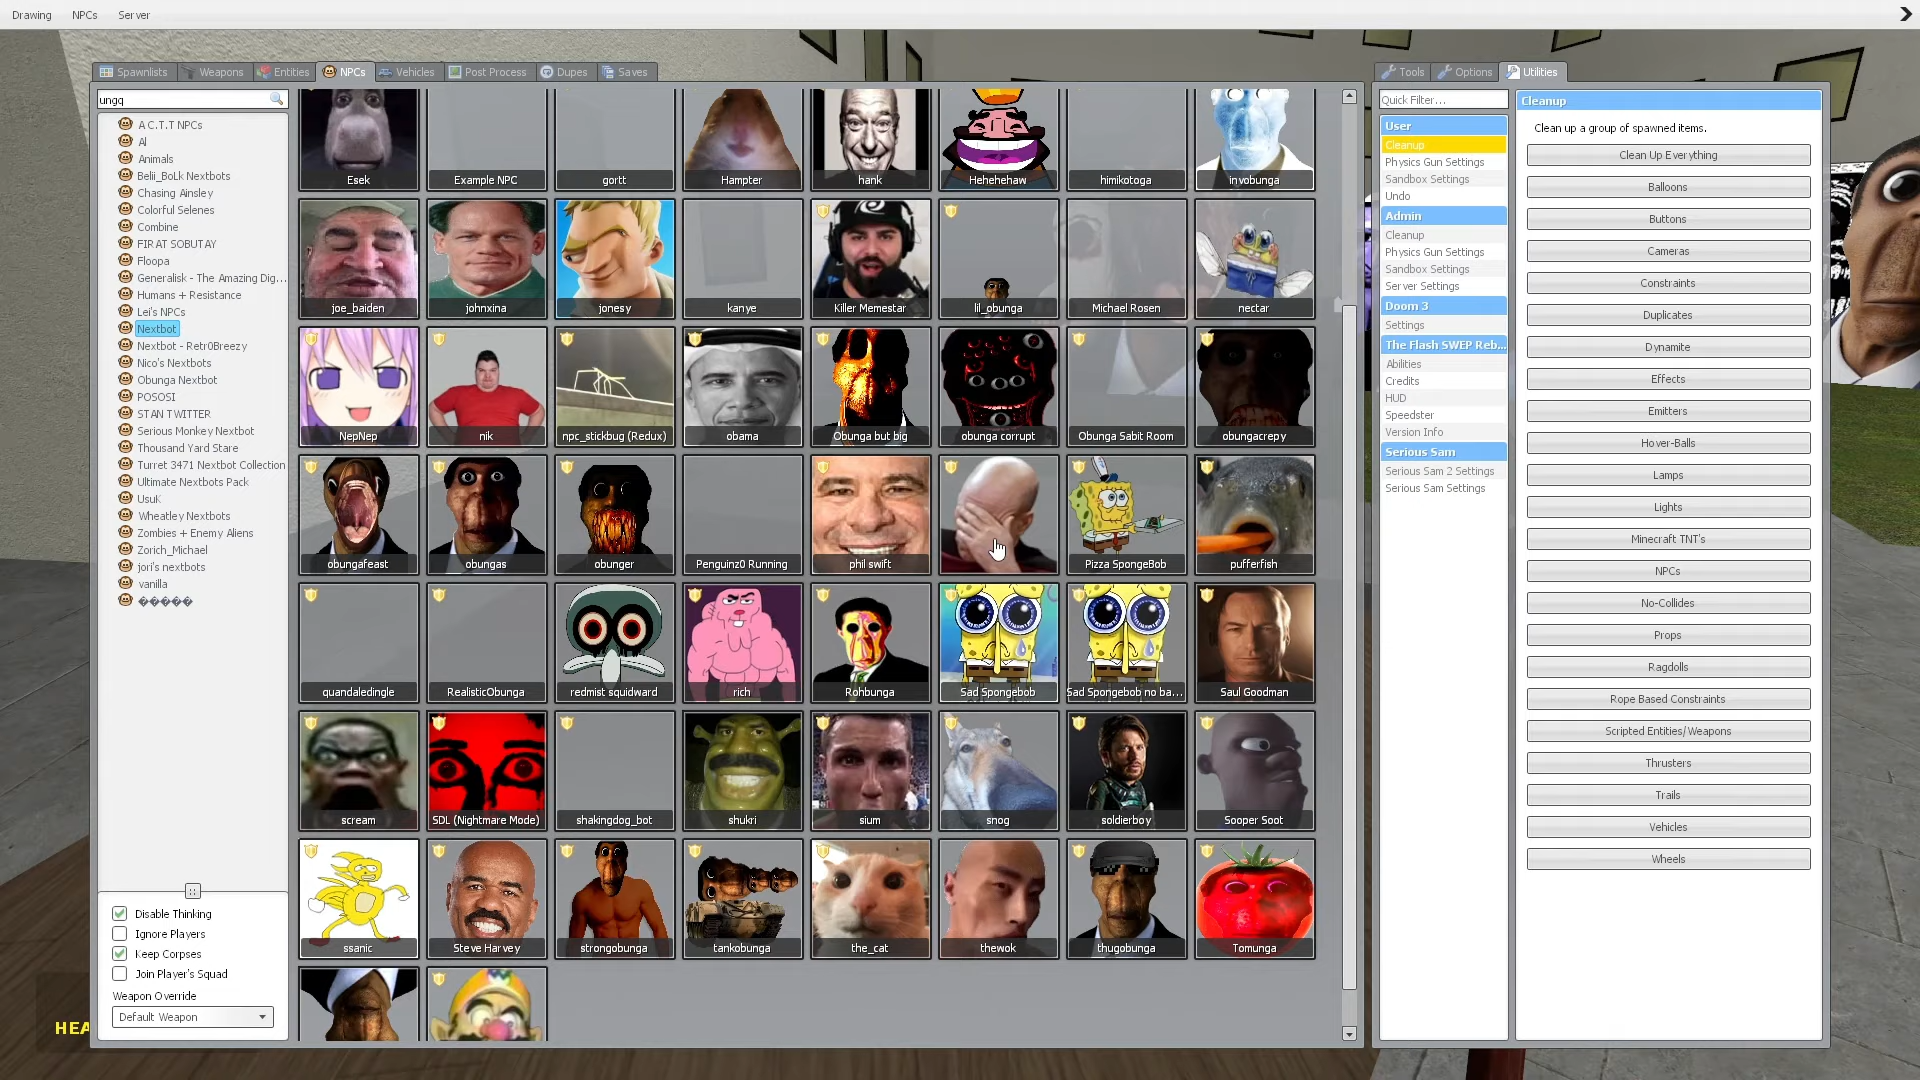 Drawing NPCs Server
Spawnlists Weapons Entities NPCs Vehicles Post Process Dupes Saves
ungq
A C.T.T NPCs
AI
Animals
Belii_BoLk Nextbots
Chasing Ainsley
Colorful Selenes
Combine
FIRAT SOBUTAY
Floopa
Generalisk - The Amazing Dig...
Humans + Resistance
Lei's NPCs
Nextbot
Nextbot - Retr0Breezy
Nico's Nextbots
Obunga Nextbot
POSOSI
STAN TWITTER
Serious Monkey Nextbot
Thousand Yard Stare
Turret 3471 Nextbot Collection
Ultimate Nextbots Pack
UsuK
Wheatley Nextbots
Zombies + Enemy Aliens
Zorich_Michael
jori's nextbots
vanilla
�����
Disable Thinking
Ignore Players
Keep Corpses
Join Player's Squad
Weapon Override
Default Weapon
HEA
Esek Example NPC gortt Hampter hank Hehehehaw himikotoga invobunga
joe_baiden johnxina jonesy kanye Killer Memestar lil_obunga Michael Rosen nectar
NepNep nik npc_stickbug (Redux) obama Obunga but big obunga corrupt Obunga Sabit Room obungacrepy
obungafeast obungas obunger Penguinz0 Running phil swift Pizza SpongeBob pufferfish
quandaledingle RealisticObunga redmist squidward rich Rohbunga Sad Spongebob Sad Spongebob no ba... Saul Goodman
scream SDL (Nightmare Mode) shakingdog_bot shukri sium snog soldierboy Sooper Soot
ssanic Steve Harvey strongobunga tankobunga the_cat thewok thugobunga Tomunga
Tools Options Utilities
Quick Filter...
User
Cleanup
Physics Gun Settings
Sandbox Settings
Undo
Admin
Cleanup
Physics Gun Settings
Sandbox Settings
Server Settings
Doom 3
Settings
The Flash SWEP Reb...
Abilities
Credits
HUD
Speedster
Version Info
Serious Sam
Serious Sam 2 Settings
Serious Sam Settings
Cleanup
Clean up a group of spawned items.
Clean Up Everything
Balloons
Buttons
Cameras
Constraints
Duplicates
Dynamite
Effects
Emitters
Hover-Balls
Lamps
Lights
Minecraft TNT's
NPCs
No-Collides
Props
Ragdolls
Rope Based Constraints
Scripted Entities/Weapons
Thrusters
Trails
Vehicles
Wheels